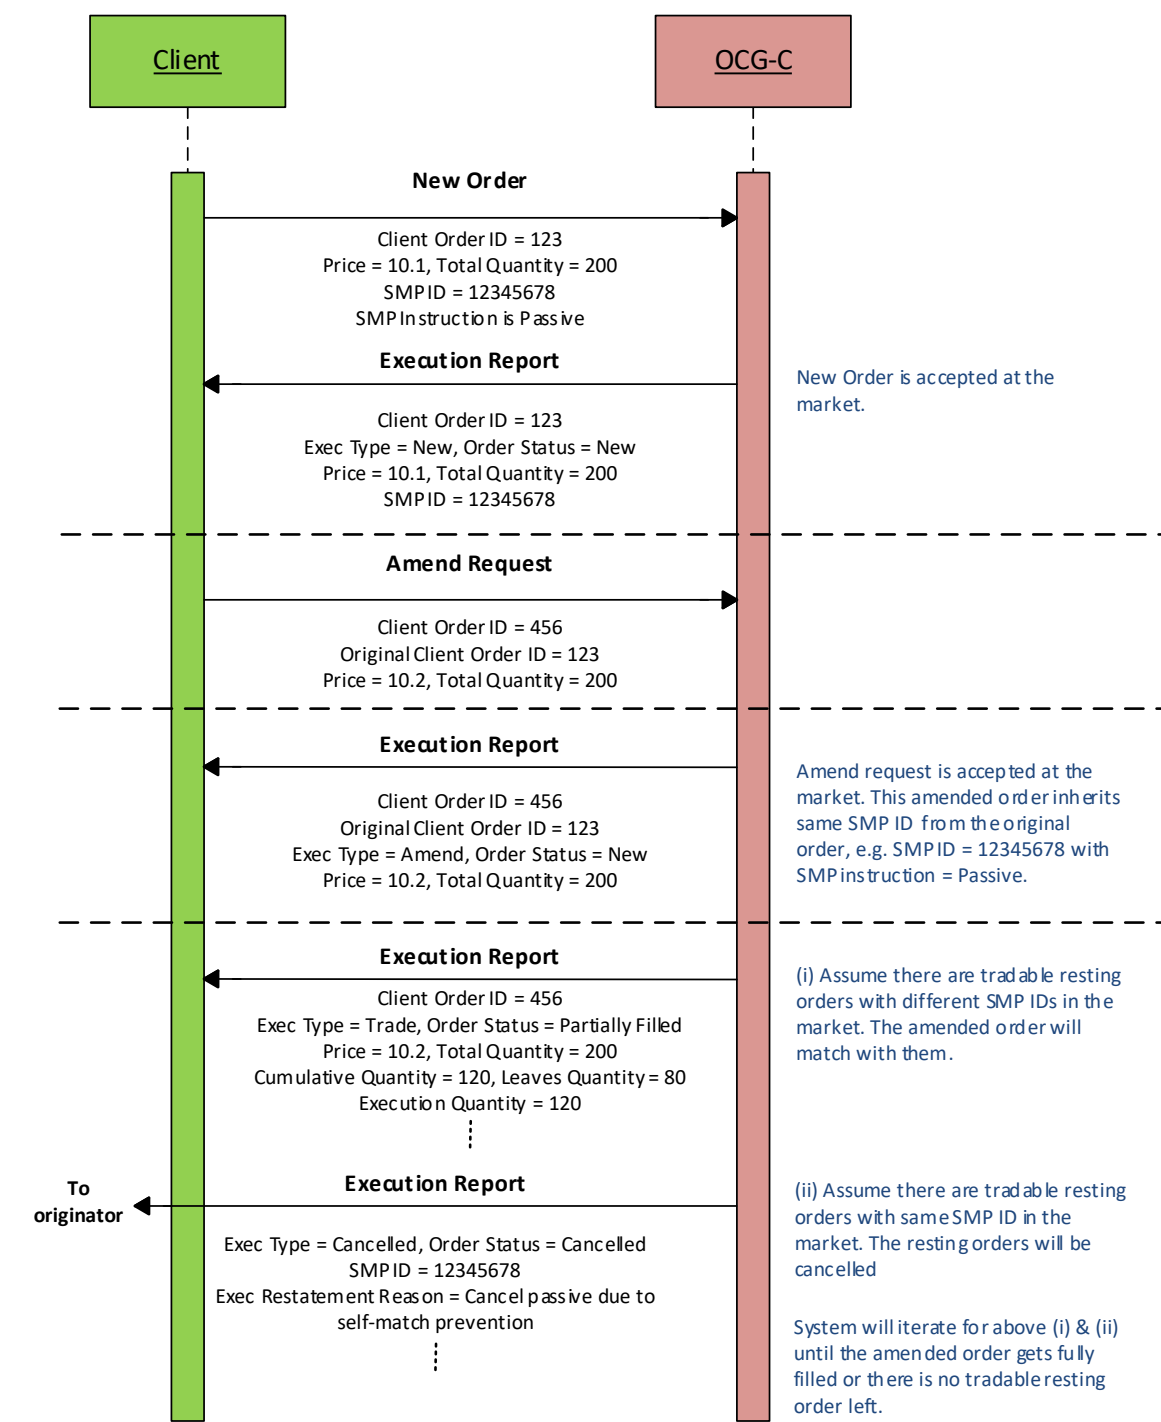 Client
OCG-C
New Order
Client Order ID = 123
Price = 10.1, Total Quantity = 200
SMP ID = 12345678
SMP Instruction is Passive
Execution Report
New Order is accepted at the
market.
Client Order ID = 123
Exec Type = New, Order Status = New
Price = 10.1, Total Quantity = 200
SMP ID = 12345678
Amend Request
Client Order ID = 456
Original Client Order ID = 123
Price = 10.2, Total Quantity = 200
Execution Report
Client Order ID = 456
Original Client Order ID = 123
Exec Type = Amend, Order Status = New
Price = 10.2, Total Quantity = 200
Amend request is accepted at the
market. This amended order inherits
same SMP ID from the original
order, e.g. SMP ID = 12345678 with
SMP instruction = Passive.
Execution Report
Client Order ID = 456
Exec Type = Trade, Order Status = Partially Filled
Price = 10.2, Total Quantity = 200
Cumulative Quantity = 120, Leaves Quantity = 80
Execution Quantity = 120
(i) Assume there are tradable resting
orders with different SMP IDs in the
market. The amended order will
match with them.
To
originator
Execution Report
Exec Type = Cancelled, Order Status = Cancelled
SMP ID = 12345678
Exec Restatement Reason = Cancel passive due to
self-match prevention
(ii) Assume there are tradable resting
orders with same SMP ID in the
market. The resting orders will be
cancelled
System will iterate for above (i) & (ii)
until the amended order gets fully
filled or there is no tradable resting
order left.